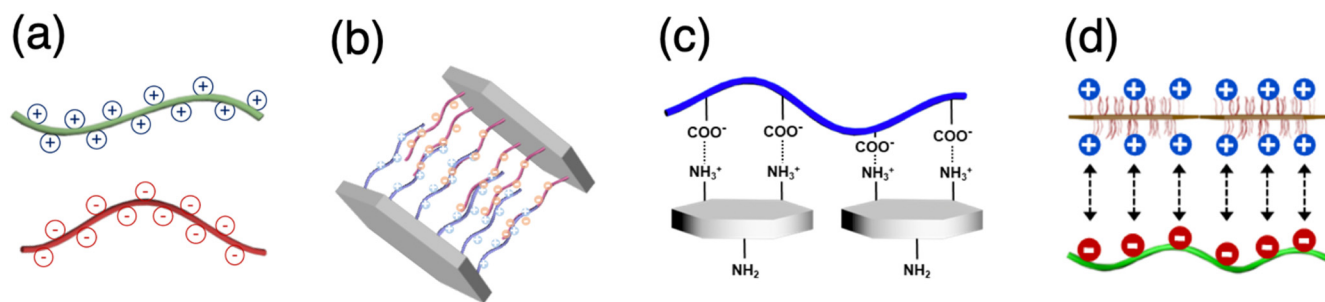 (a)
(b)
(c)
(d)
+ + + + + + + + + +
- - - - - - - - - -
COO⁻ COO⁻ COO⁻ COO⁻
NH₃⁺ NH₃⁺ NH₃⁺ NH₃⁺
NH₂ NH₂
+ + + + + +
+ + + + + +
- - - - - -